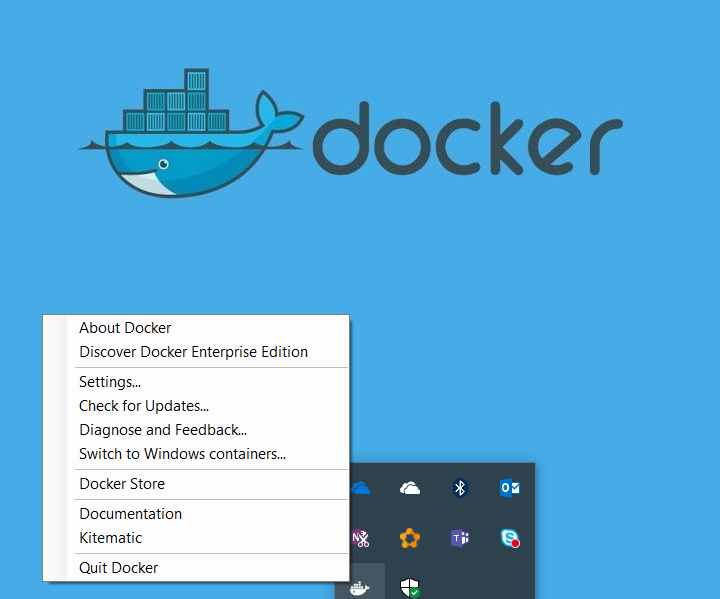 docker
About Docker
Discover Docker Enterprise Edition
Settings...
Check for Updates...
Diagnose and Feedback...
Switch to Windows containers...
Docker Store
Documentation
Kitematic
Quit Docker
O
N
T
S